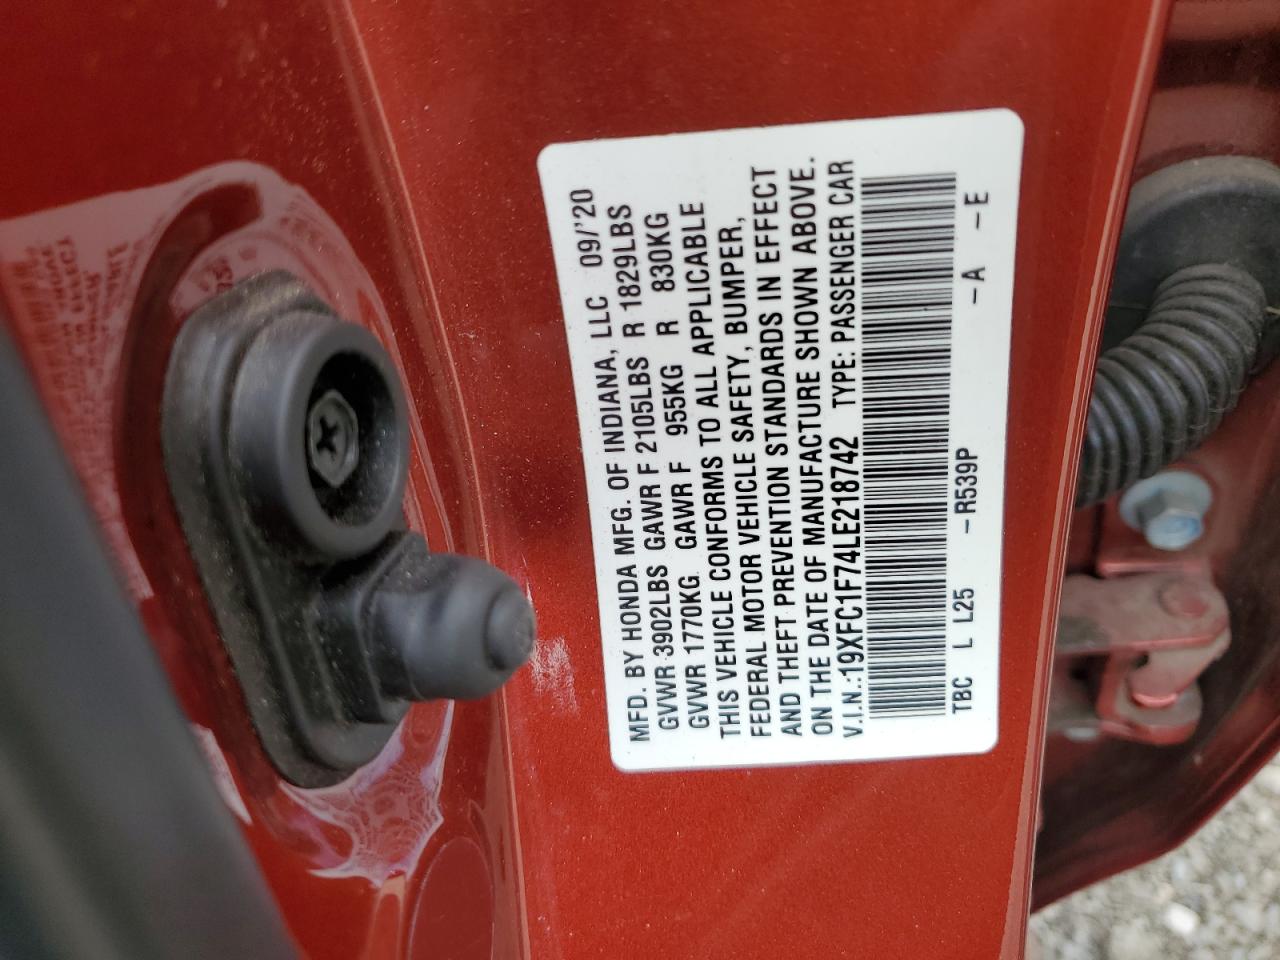 MFD. BY HONDA MFG. OF INDIANA, LLC 09/'20
GVWR 3902LBS GAWR F 2105LBS R 1829LBS
GVWR 1770KG GAWR F 955KG R 830KG
THIS VEHICLE CONFORMS TO ALL APPLICABLE
FEDERAL MOTOR VEHICLE SAFETY, BUMPER,
AND THEFT PREVENTION STANDARDS IN EFFECT
ON THE DATE OF MANUFACTURE SHOWN ABOVE.
V.I.N.:19XFC1F74LE218742 TYPE: PASSENGER CAR
TBC L L25 -R539P -A -E